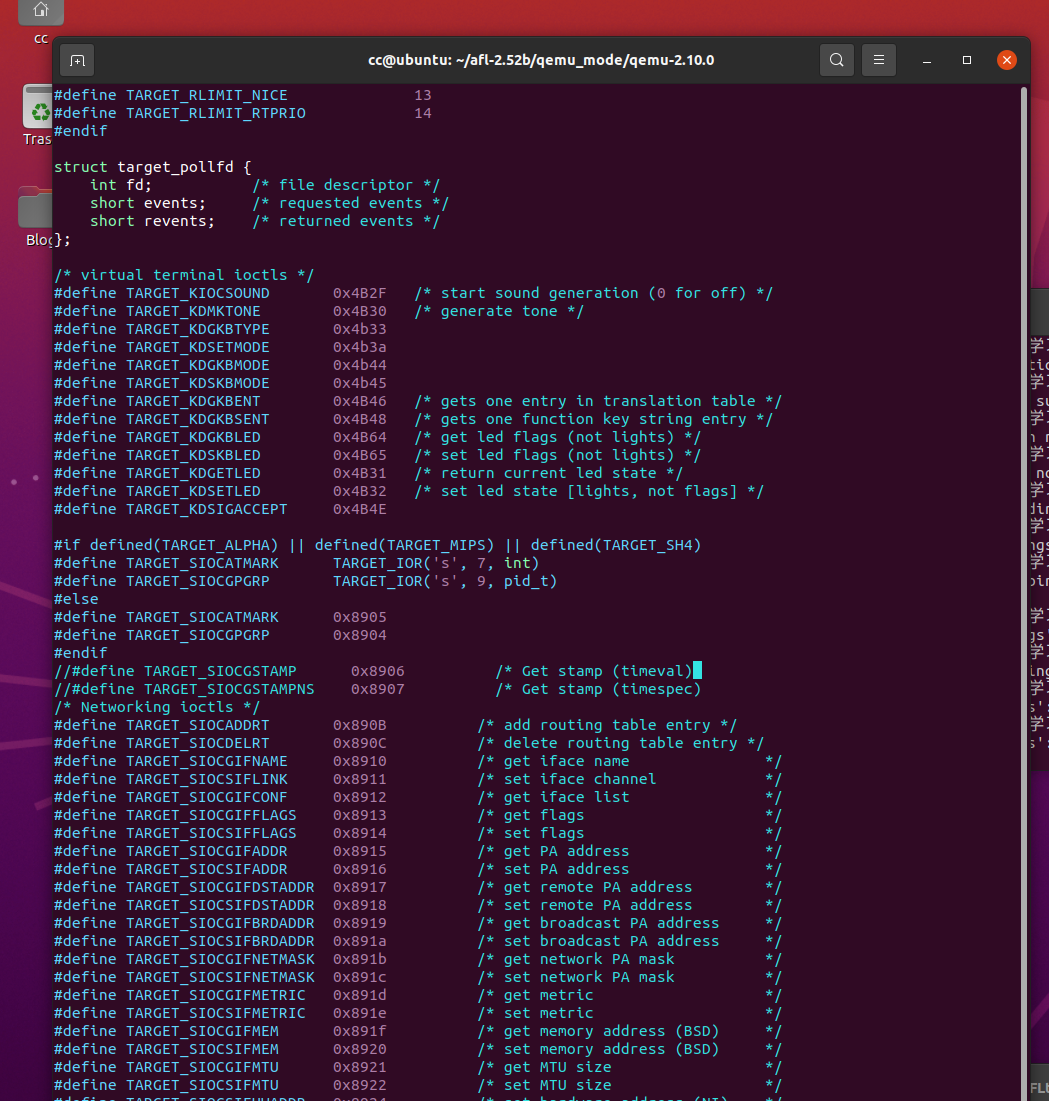 cc
cc@ubuntu: ~/afl-2.52b/qemu_mode/qemu-2.10.0
Tras
Blog
#define TARGET_RLIMIT_NICE 13
#define TARGET_RLIMIT_RTPRIO 14
#endif
struct target_pollfd {
int fd; /* file descriptor */
short events; /* requested events */
short revents; /* returned events */
};
/* virtual terminal ioctls */
#define TARGET_KIOCSOUND 0x4B2F /* start sound generation (0 for off) */
#define TARGET_KDMKTONE 0x4B30 /* generate tone */
#define TARGET_KDGKBTYPE 0x4b33
#define TARGET_KDSETMODE 0x4b3a
#define TARGET_KDGKBMODE 0x4b44
#define TARGET_KDSKBMODE 0x4b45
#define TARGET_KDGKBENT 0x4B46 /* gets one entry in translation table */
#define TARGET_KDGKBSENT 0x4B48 /* gets one function key string entry */
#define TARGET_KDGKBLED 0x4B64 /* get led flags (not lights) */
#define TARGET_KDSKBLED 0x4B65 /* set led flags (not lights) */
#define TARGET_KDGETLED 0x4B31 /* return current led state */
#define TARGET_KDSETLED 0x4B32 /* set led state [lights, not flags] */
#define TARGET_KDSIGACCEPT 0x4B4E
#if defined(TARGET_ALPHA) || defined(TARGET_MIPS) || defined(TARGET_SH4)
#define TARGET_SIOCATMARK TARGET_IOR('s', 7, int)
#define TARGET_SIOCGPGRP TARGET_IOR('s', 9, pid_t)
#else
#define TARGET_SIOCATMARK 0x8905
#define TARGET_SIOCGPGRP 0x8904
#endif
//#define TARGET_SIOCGSTAMP 0x8906 /* Get stamp (timeval)
//#define TARGET_SIOCGSTAMPNS 0x8907 /* Get stamp (timespec)
/* Networking ioctls */
#define TARGET_SIOCADDRT 0x890B /* add routing table entry */
#define TARGET_SIOCDELRT 0x890C /* delete routing table entry */
#define TARGET_SIOCGIFNAME 0x8910 /* get iface name */
#define TARGET_SIOCSIFLINK 0x8911 /* set iface channel */
#define TARGET_SIOCGIFCONF 0x8912 /* get iface list */
#define TARGET_SIOCGIFFLAGS 0x8913 /* get flags */
#define TARGET_SIOCSIFFLAGS 0x8914 /* set flags */
#define TARGET_SIOCGIFADDR 0x8915 /* get PA address */
#define TARGET_SIOCSIFADDR 0x8916 /* set PA address */
#define TARGET_SIOCGIFDSTADDR 0x8917 /* get remote PA address */
#define TARGET_SIOCSIFDSTADDR 0x8918 /* set remote PA address */
#define TARGET_SIOCGIFBRDADDR 0x8919 /* get broadcast PA address */
#define TARGET_SIOCSIFBRDADDR 0x891a /* set broadcast PA address */
#define TARGET_SIOCGIFNETMASK 0x891b /* get network PA mask */
#define TARGET_SIOCSIFNETMASK 0x891c /* set network PA mask */
#define TARGET_SIOCGIFMETRIC 0x891d /* get metric */
#define TARGET_SIOCSIFMETRIC 0x891e /* set metric */
#define TARGET_SIOCGIFMEM 0x891f /* get memory address (BSD) */
#define TARGET_SIOCSIFMEM 0x8920 /* set memory address (BSD) */
#define TARGET_SIOCGIFMTU 0x8921 /* get MTU size */
#define TARGET_SIOCSIFMTU 0x8922 /* set MTU size */